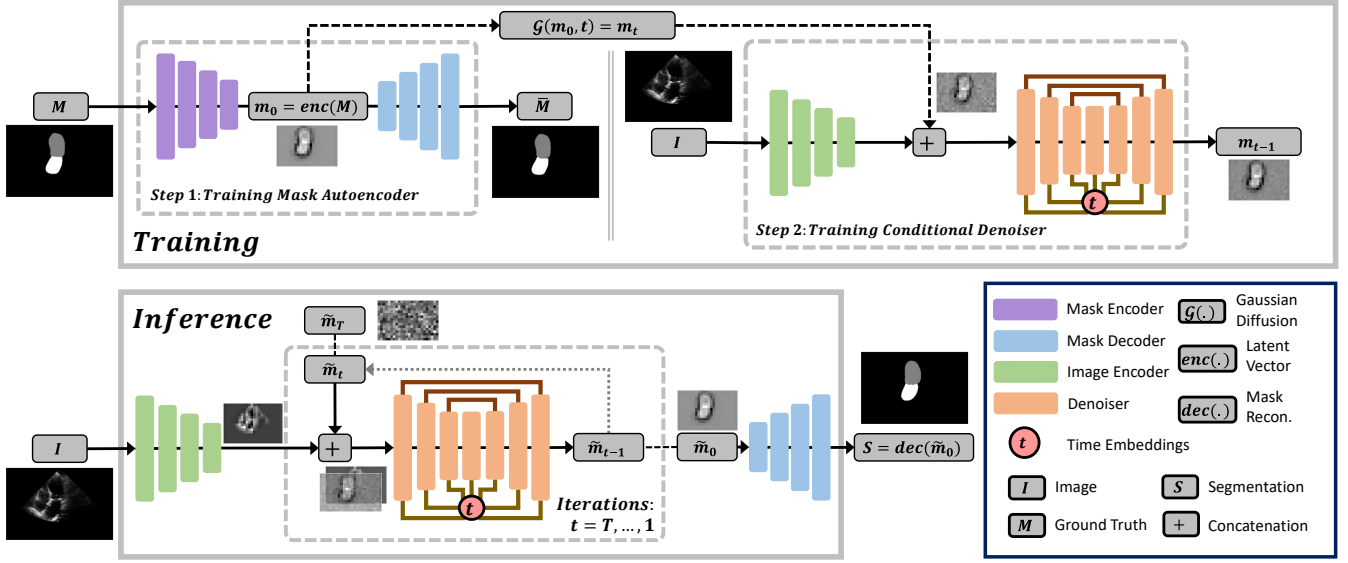 𝒢(m₀, t) = mₜ
M
m₀ = enc(M)
M̄
Step 1: Training Mask Autoencoder
Training
I
+
t
mₜ₋₁
Step 2: Training Conditional Denoiser
Inference
m̃_T
m̃ₜ
I
+
t
m̃ₜ₋₁
m̃₀
S = dec(m̃₀)
Iterations:
t = T, … , 1
Mask Encoder
Mask Decoder
Image Encoder
Denoiser
t Time Embeddings
I Image
M Ground Truth
𝒢(.) Gaussian
Diffusion
enc(.) Latent
Vector
dec(.) Mask
Recon.
S Segmentation
+ Concatenation